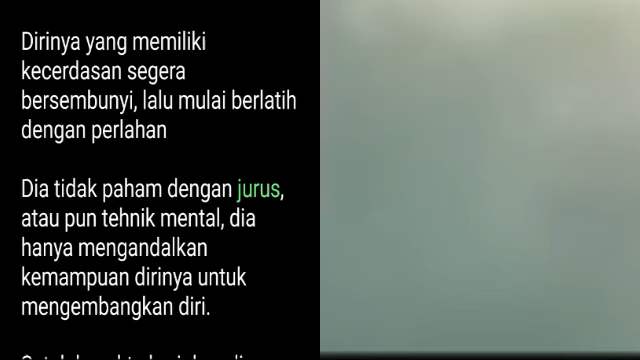 Dirinya yang memiliki
kecerdasan segera
bersembunyi, lalu mulai berlatih
dengan perlahan
Dia tidak paham dengan jurus,
atau pun tehnik mental, dia
hanya mengandalkan
kemampuan dirinya untuk
mengembangkan diri.